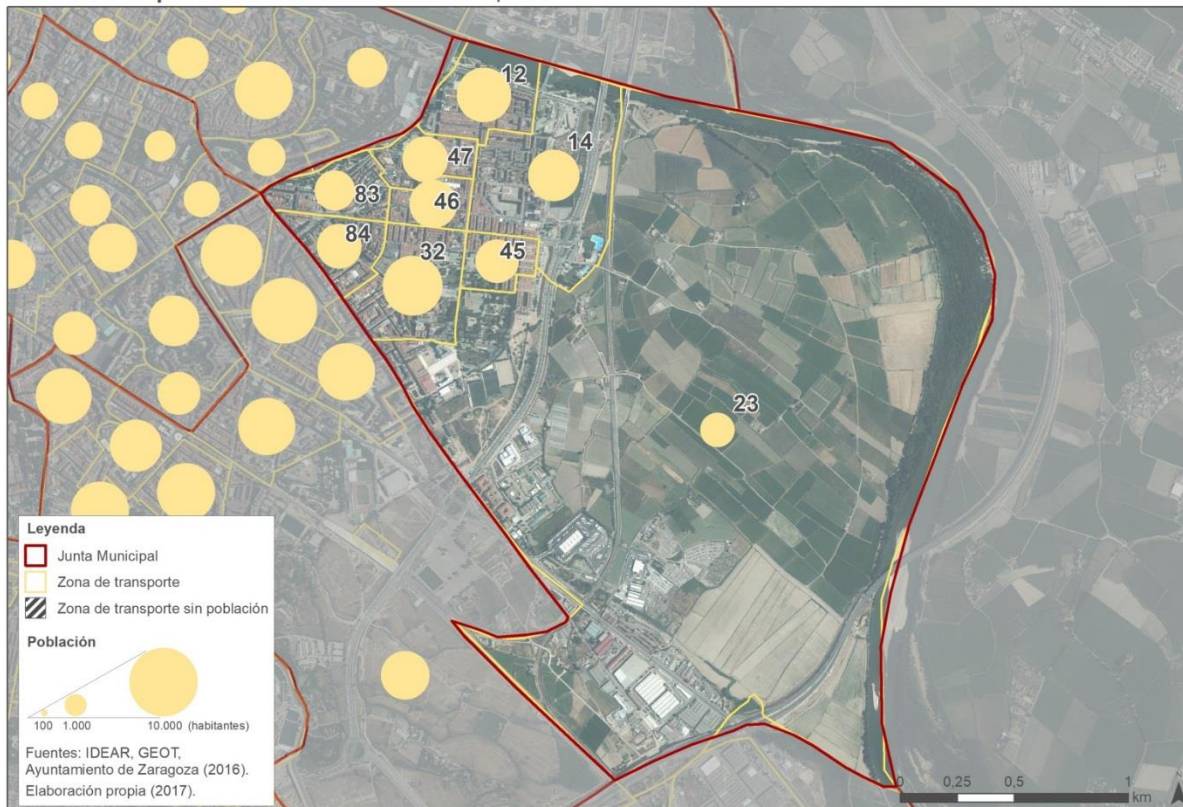 12
14
47
46
83
84
32
45
23
Leyenda
Junta Municipal
Zona de transporte
Zona de transporte sin población
Población
100 1.000 10.000 (habitantes)
Fuentes: IDEAR, GEOT,
Ayuntamiento de Zaragoza (2016).
Elaboración propia (2017).
0 0,25 0,5 1
km
N